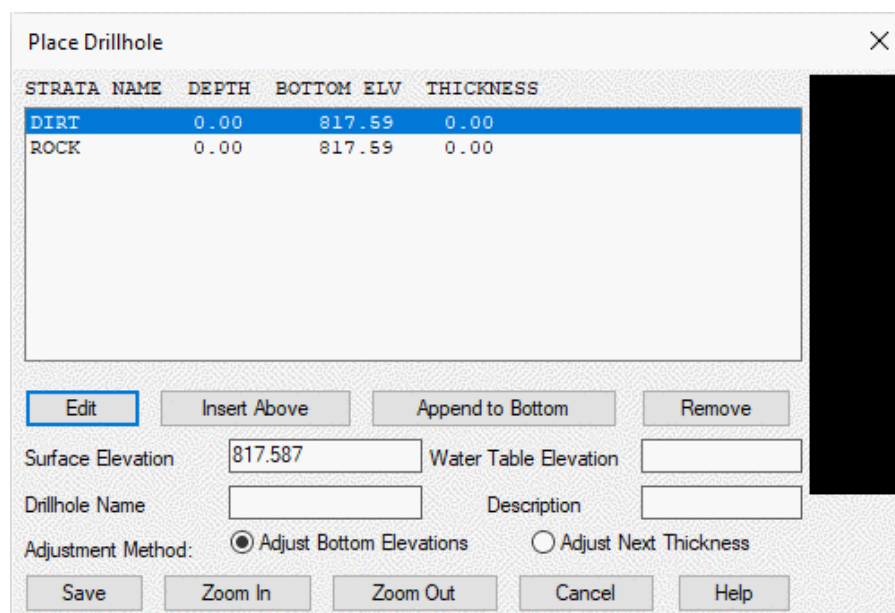 Place Drillhole
STRATA NAME DEPTH BOTTOM ELV THICKNESS
DIRT 0.00 817.59 0.00
ROCK 0.00 817.59 0.00
Edit Insert Above Append to Bottom Remove
Surface Elevation 817.587 Water Table Elevation
Drillhole Name Description
Adjustment Method: Adjust Bottom Elevations Adjust Next Thickness
Save Zoom In Zoom Out Cancel Help